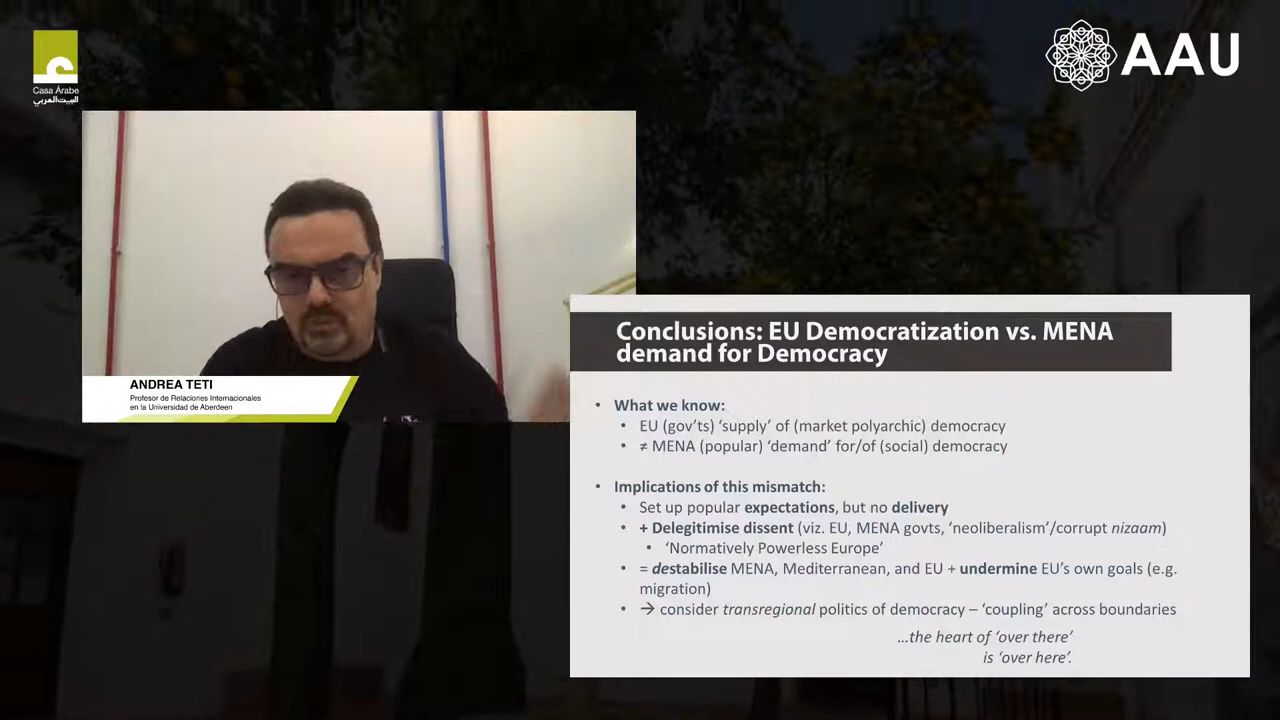 Casa Árabe
البيت العربي
AAU
ANDREA TETI
Profesor de Relaciones Internacionales
en la Universidad de Aberdeen
Conclusions: EU Democratization vs. MENA
demand for Democracy
• What we know:
• EU (gov'ts) ‘supply’ of (market polyarchic) democracy
• ≠ MENA (popular) ‘demand’ for/of (social) democracy
• Implications of this mismatch:
• Set up popular expectations, but no delivery
• + Delegitimise dissent (viz. EU, MENA govts, ‘neoliberalism’/corrupt nizaam)
• ‘Normatively Powerless Europe’
• = destabilise MENA, Mediterranean, and EU + undermine EU’s own goals (e.g.
migration)
• → consider transregional politics of democracy – ‘coupling’ across boundaries
…the heart of ‘over there’
is ‘over here’.